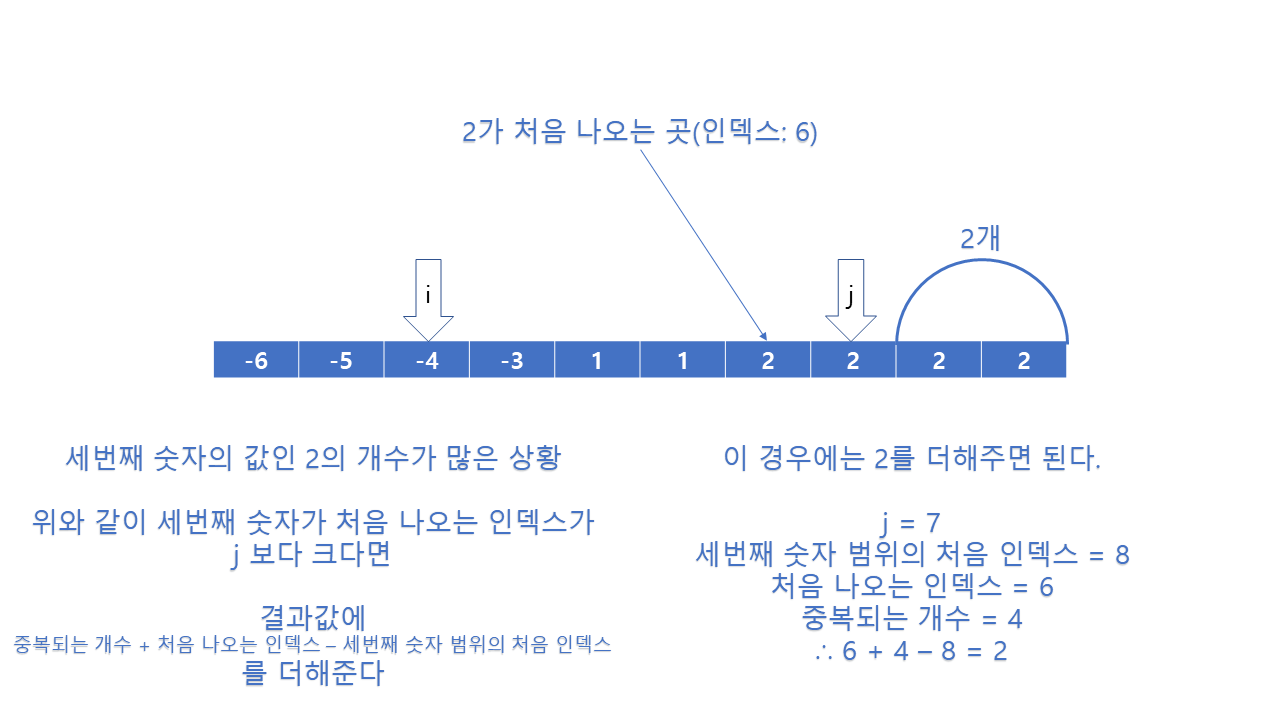 2가 처음 나오는 곳(인덱스: 6)
2개
i
j
-6 -5 -4 -3 1 1 2 2 2 2
세번째 숫자의 값인 2의 개수가 많은 상황
위와 같이 세번째 숫자가 처음 나오는 인덱스가
j 보다 크다면
결과값에
중복되는 개수 + 처음 나오는 인덱스 – 세번째 숫자 범위의 처음 인덱스
를 더해준다
이 경우에는 2를 더해주면 된다.
j = 7
세번째 숫자 범위의 처음 인덱스 = 8
처음 나오는 인덱스 = 6
중복되는 개수 = 4
∴ 6 + 4 – 8 = 2